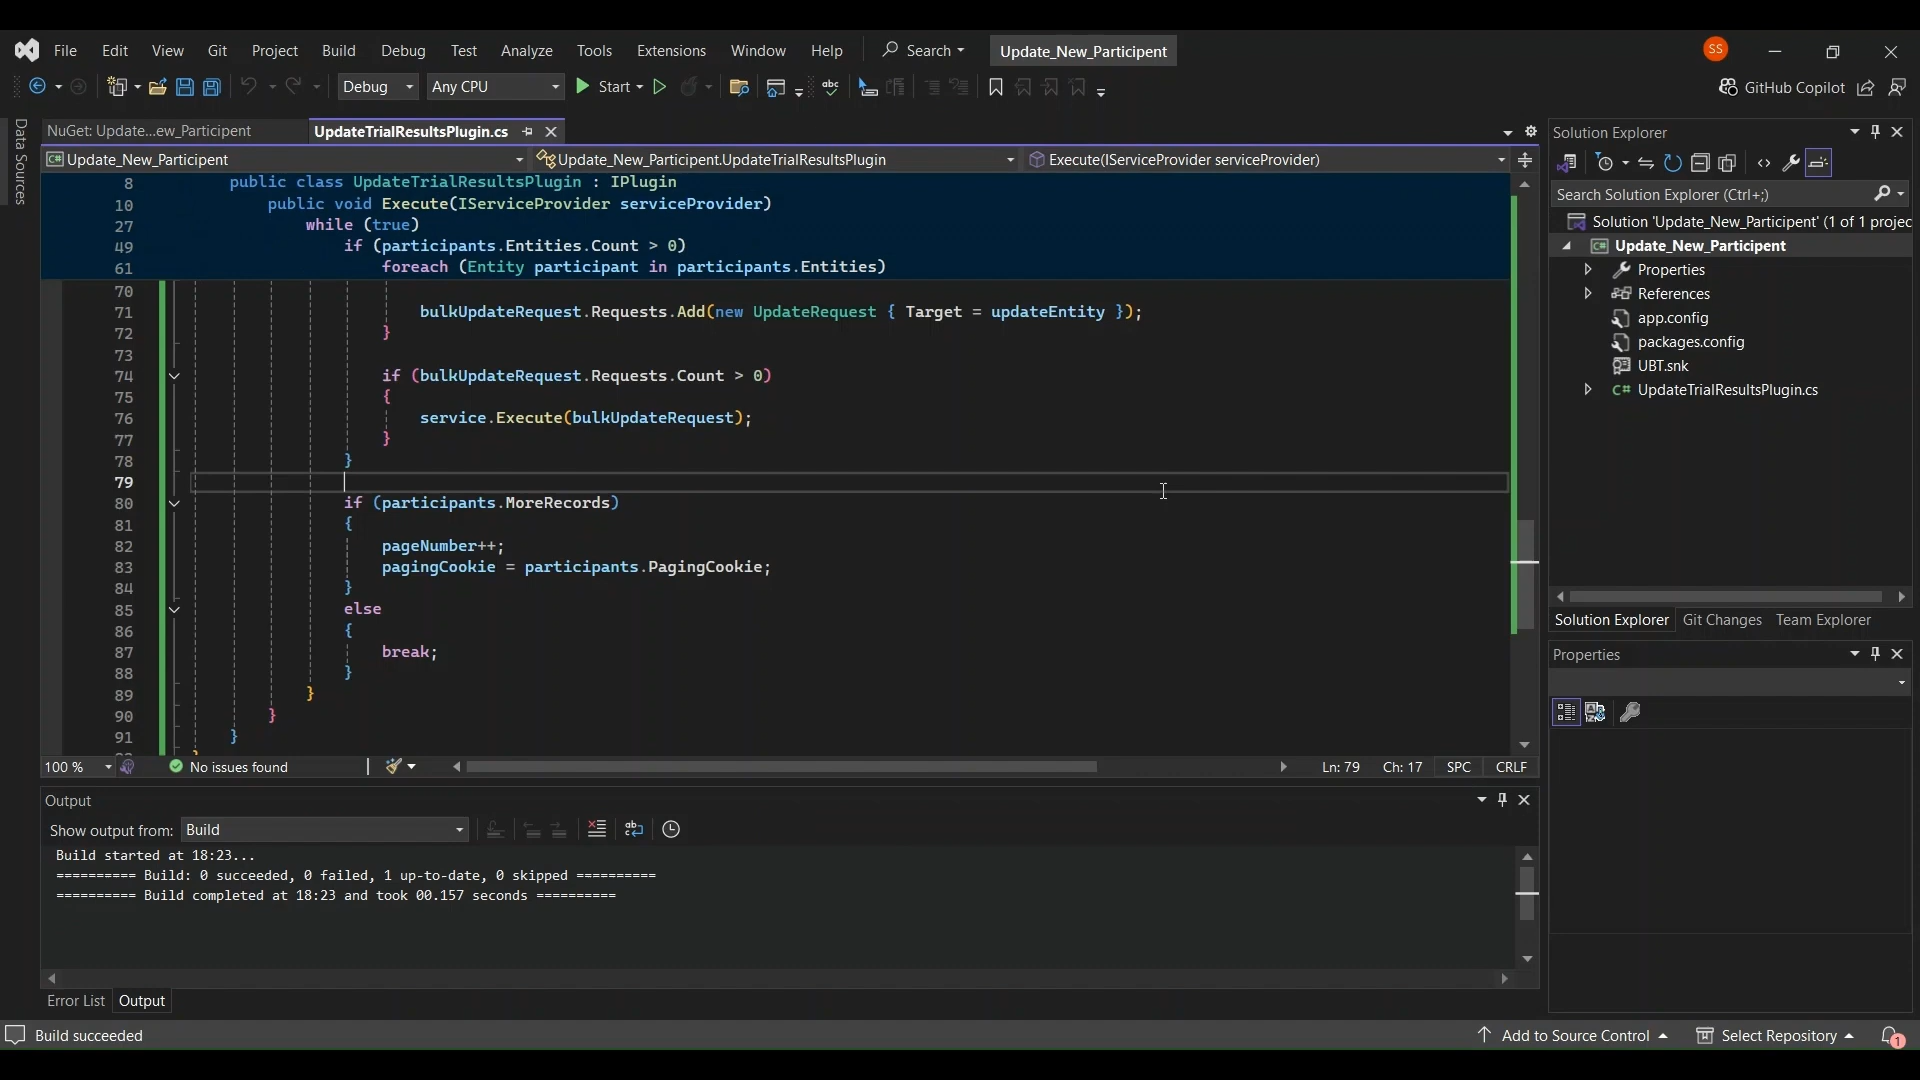 File Edit View Git Project Build Debug Test Analyze Tools Extensions Window Help Search Update_New_Participent SS
Debug Any CPU Start GitHub Copilot
Data Sources
NuGet: Update...ew_Participent UpdateTrialResultsPlugin.cs
Update_New_Participent Update_New_Participent.UpdateTrialResultsPlugin Execute(IServiceProvider serviceProvider)
8 public class UpdateTrialResultsPlugin : IPlugin
10 public void Execute(IServiceProvider serviceProvider)
27 while (true)
49 if (participants.Entities.Count > 0)
61 foreach (Entity participant in participants.Entities)
70
71 bulkUpdateRequest.Requests.Add(new UpdateRequest { Target = updateEntity });
72 }
73
74 if (bulkUpdateRequest.Requests.Count > 0)
75 {
76 service.Execute(bulkUpdateRequest);
77 }
78 }
79
80 if (participants.MoreRecords)
81 {
82 pageNumber++;
83 pagingCookie = participants.PagingCookie;
84 }
85 else
86 {
87 break;
88 }
89 }
90 }
91 }
100 % No issues found Ln: 79 Ch: 17 SPC CRLF
Output
Show output from: Build
Build started at 18:23...
========== Build: 0 succeeded, 0 failed, 1 up-to-date, 0 skipped ==========
========== Build completed at 18:23 and took 00.157 seconds ==========
Error List Output
Solution Explorer
Search Solution Explorer (Ctrl+;)
Solution 'Update_New_Participent' (1 of 1 projec
Update_New_Participent
Properties
References
app.config
packages.config
UBT.snk
C# UpdateTrialResultsPlugin.cs
Solution Explorer Git Changes Team Explorer
Properties
Build succeeded Add to Source Control Select Repository 1